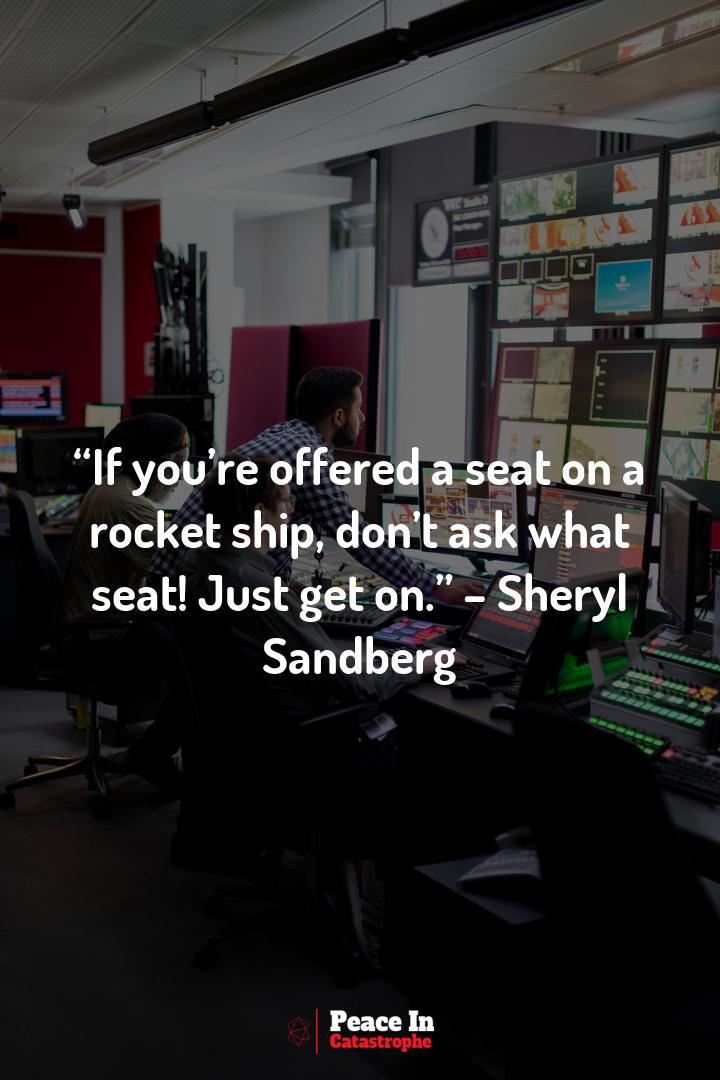 “If you’re offered a seat on a
rocket ship, don’t ask what
seat! Just get on.” – Sheryl
Sandberg
Peace In
Catastrophe